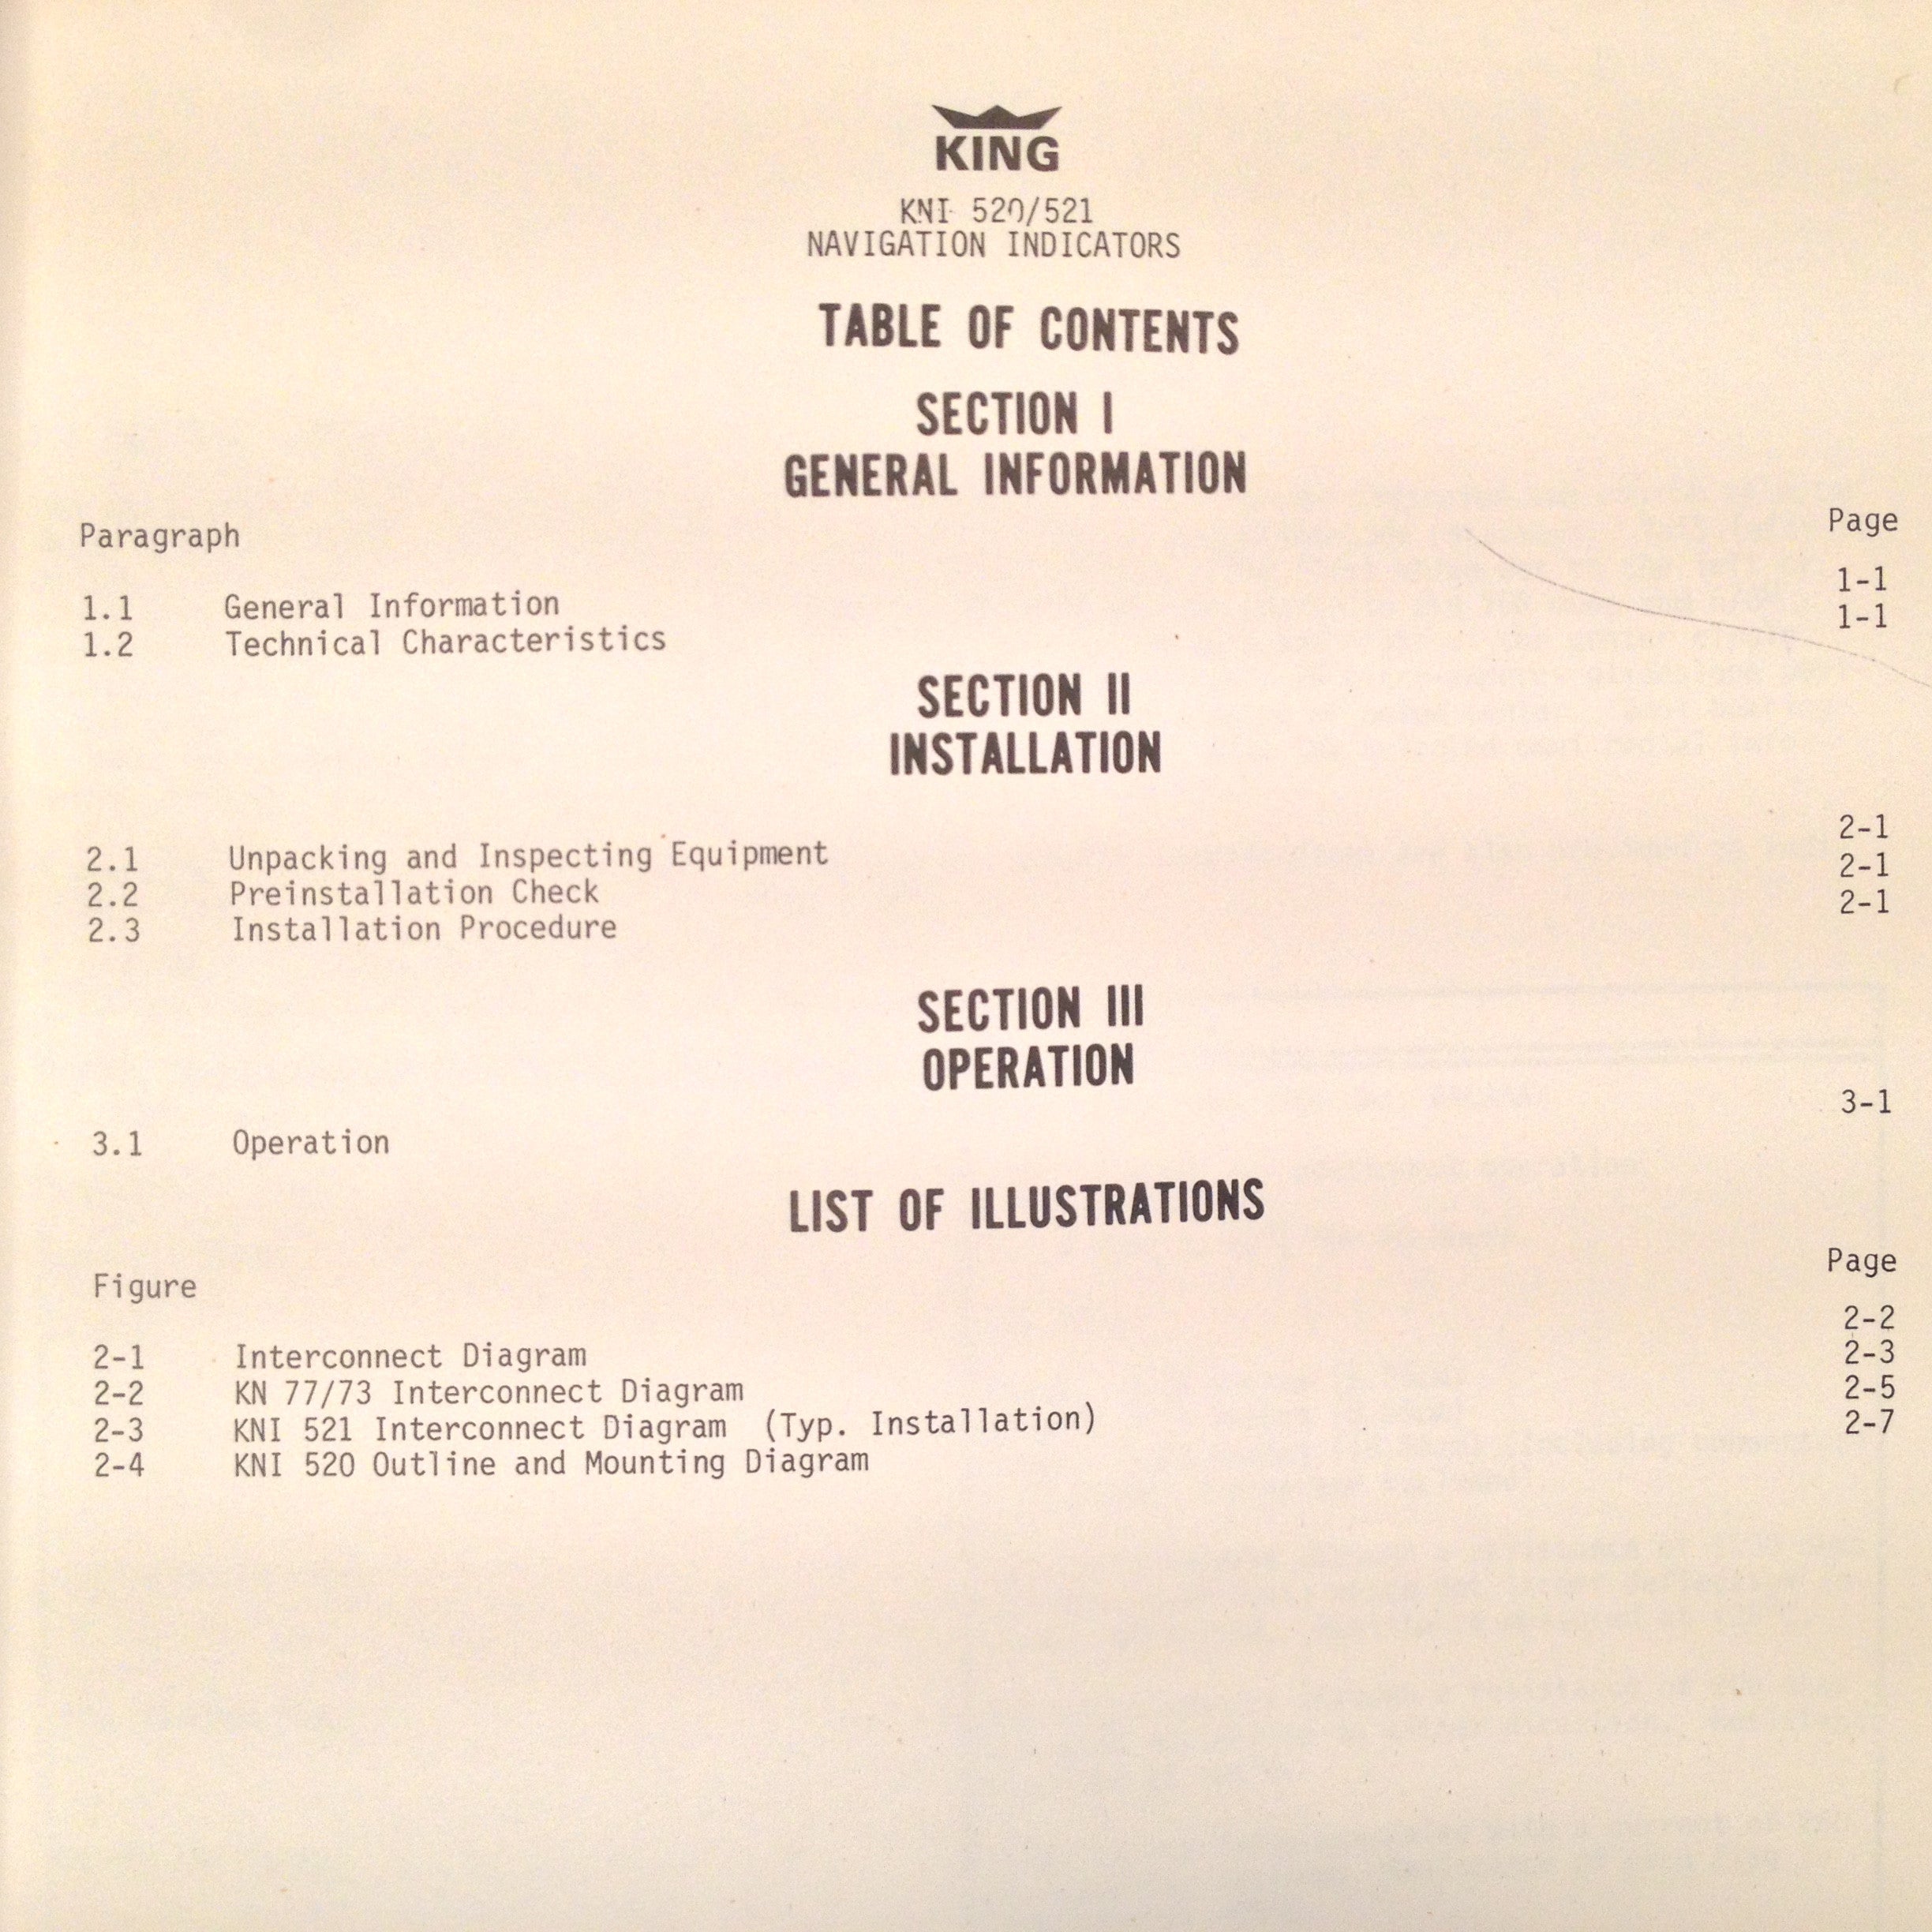 KING
KNI 520/521
NAVIGATION INDICATORS
TABLE OF CONTENTS
SECTION I
GENERAL INFORMATION
Paragraph Page
1.1 General Information 1-1
1.2 Technical Characteristics 1-1
SECTION II
INSTALLATION
2.1 Unpacking and Inspecting Equipment 2-1
2.2 Preinstallation Check 2-1
2.3 Installation Procedure 2-1
SECTION III
OPERATION
3.1 Operation 3-1
LIST OF ILLUSTRATIONS
Figure Page
2-1 Interconnect Diagram 2-2
2-2 KN 77/73 Interconnect Diagram 2-3
2-3 KNI 521 Interconnect Diagram (Typ. Installation) 2-5
2-4 KNI 520 Outline and Mounting Diagram 2-7